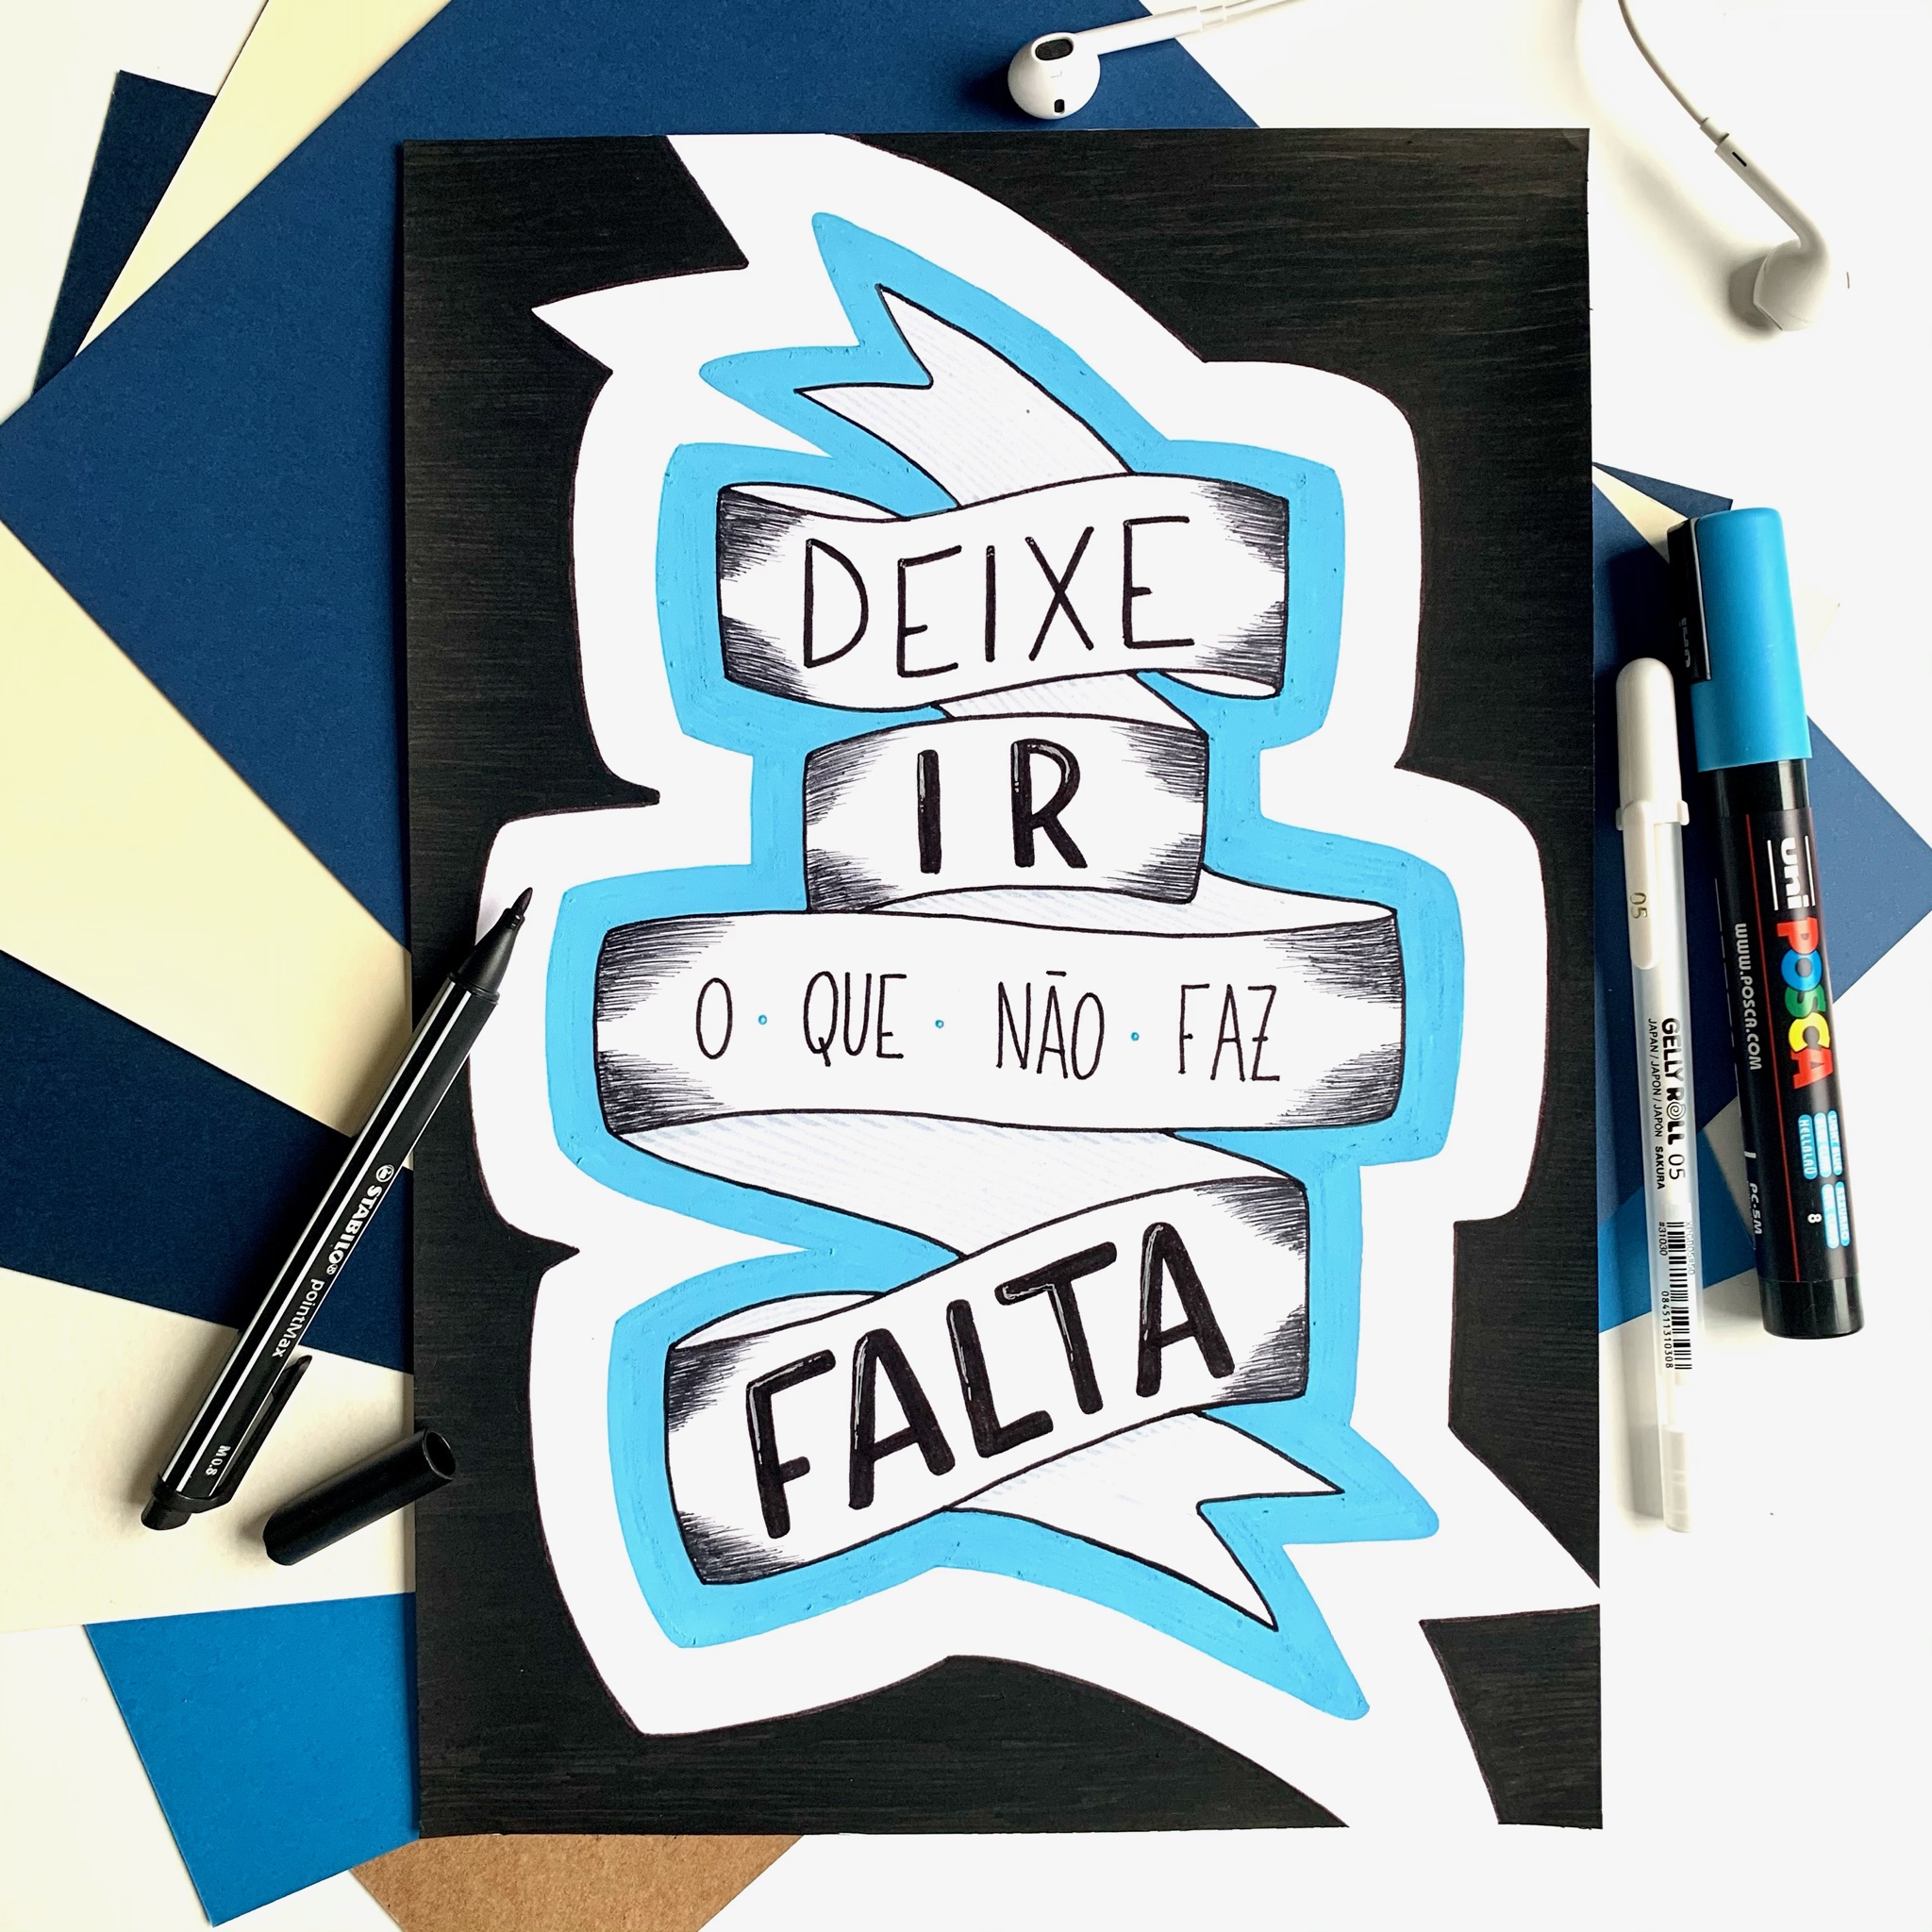 DEIXE
IR
O · QUE · NÃO · FAZ
FALTA
STABILO® pointMax
M 0.8
05
GELLY ROLL 05
JAPAN / JAPON / JAPÓN SAKURA
#31030
084511310308
uni POSCA
www.POSCA.COM
PC-5M
8